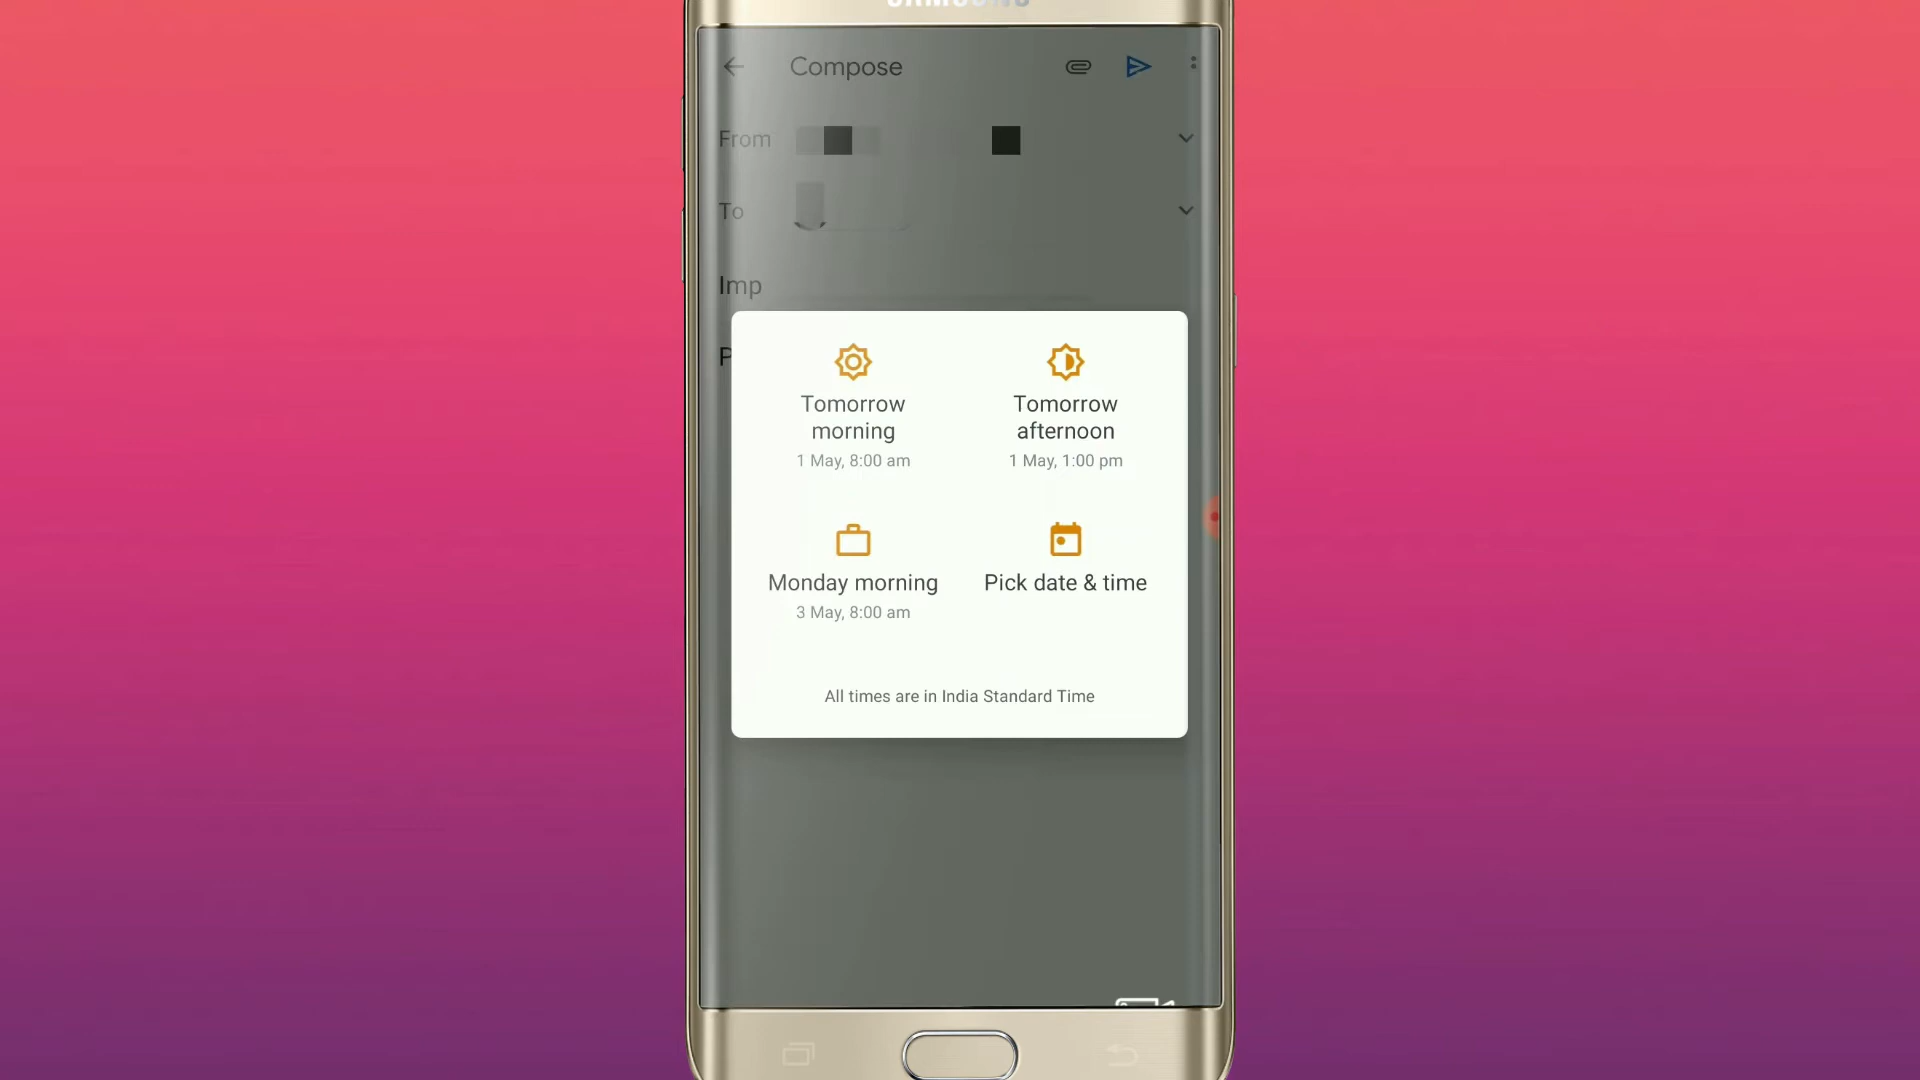 SAMSUNG
Compose
From
To
Imp
P
Tomorrow
morning
1 May, 8:00 am
Tomorrow
afternoon
1 May, 1:00 pm
Monday morning
3 May, 8:00 am
Pick date & time
All times are in India Standard Time